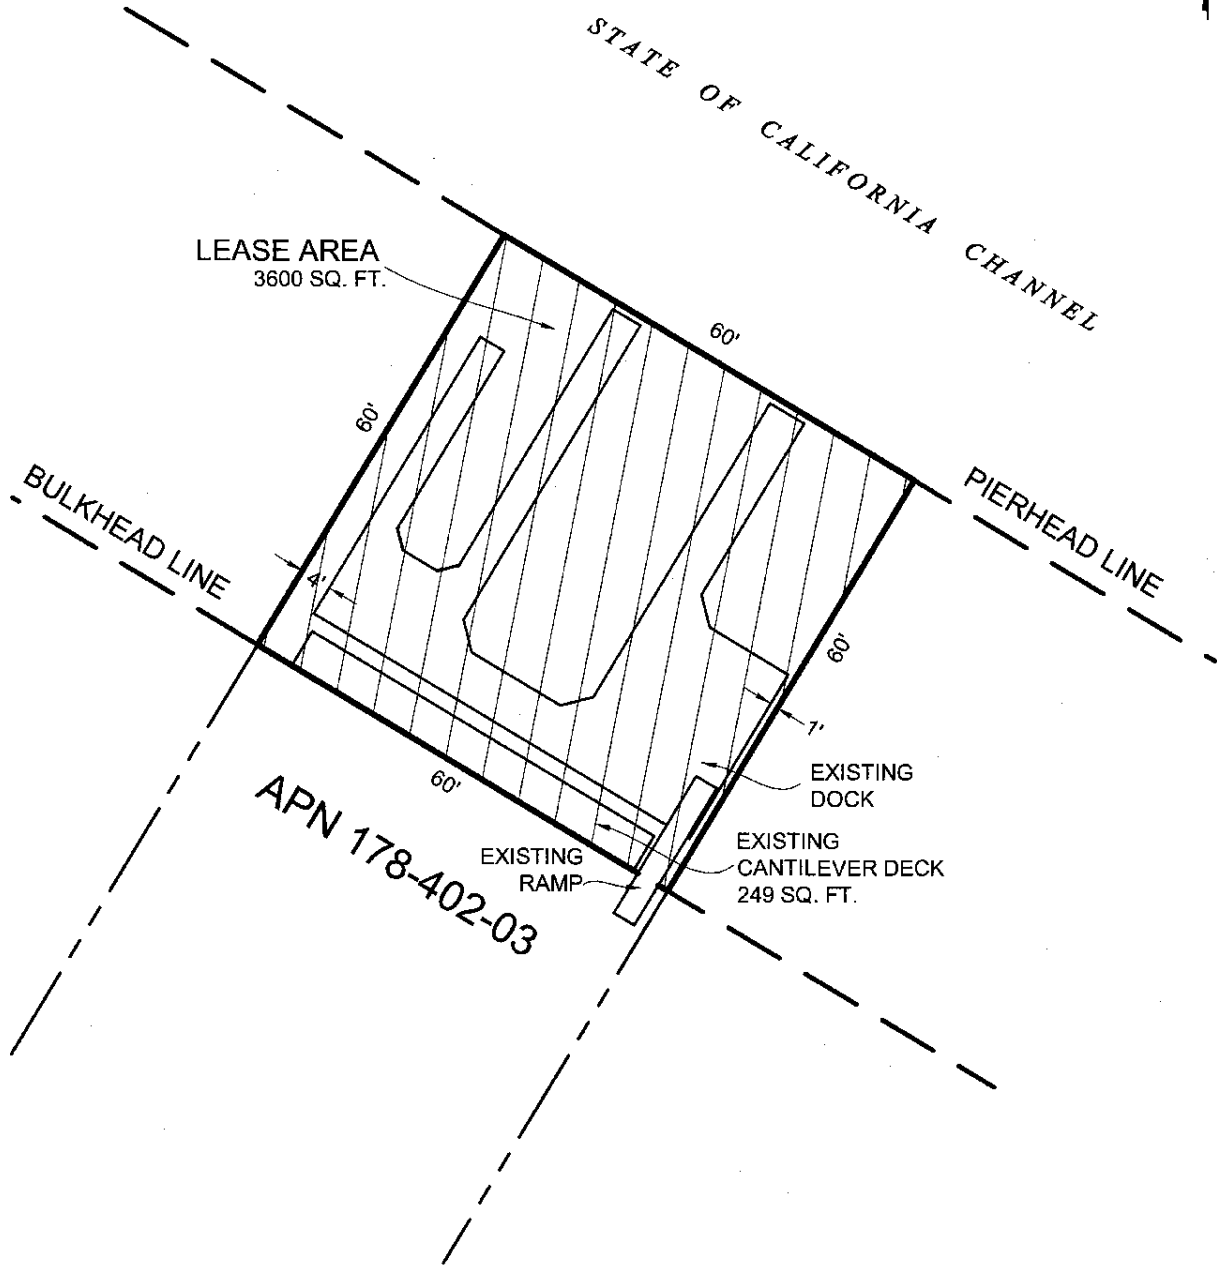 STATE OF CALIFORNIA CHANNEL
LEASE AREA
3600 SQ. FT.
60'
60'
BULKHEAD LINE
PIERHEAD LINE
4'
60'
1'
60'
EXISTING
DOCK
APN 178-402-03
EXISTING
RAMP
EXISTING
CANTILEVER DECK
249 SQ. FT.